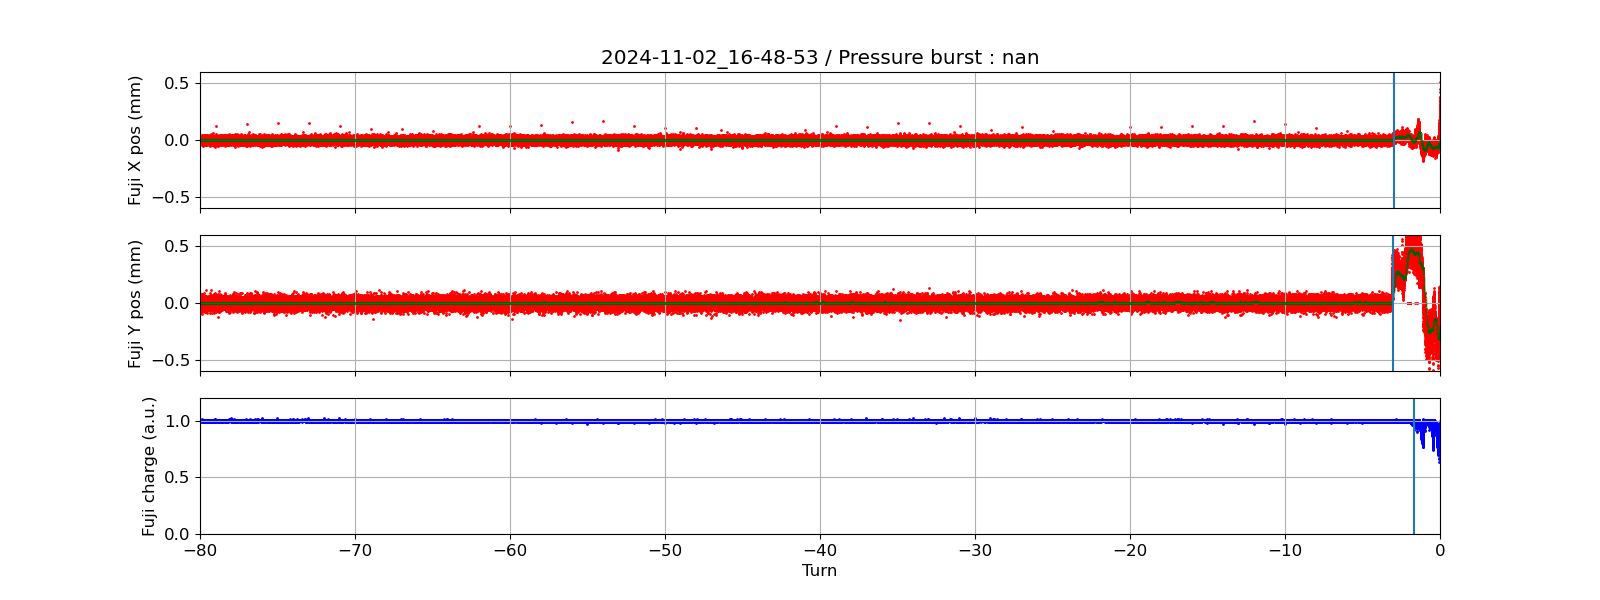 2024-11-02_16-48-53 / Pressure burst : nan
Fuji X pos (mm)
0.5
0.0
−0.5
Fuji Y pos (mm)
0.5
0.0
−0.5
Fuji charge (a.u.)
1.0
0.5
0.0
−80 −70 −60 −50 −40 −30 −20 −10 0
Turn